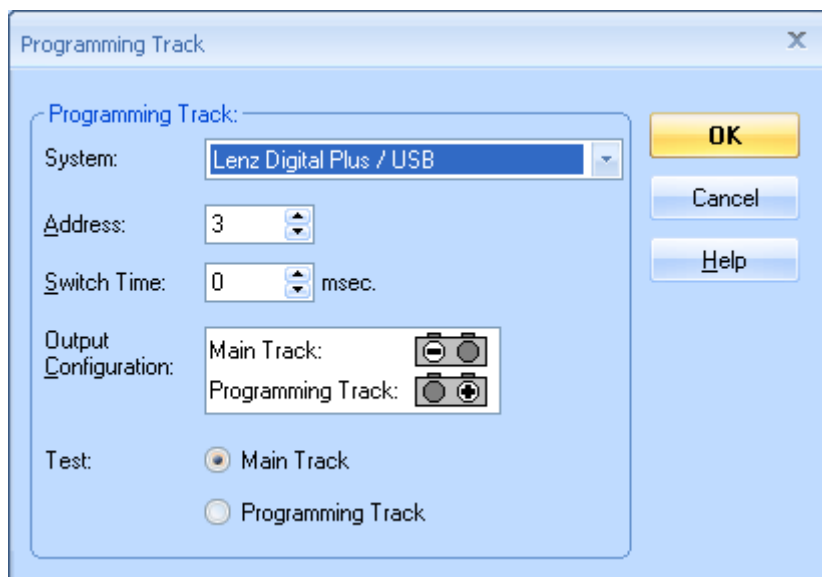 Programming Track
Programming Track:
System:
Lenz Digital Plus / USB
Address:
3
Switch Time:
0
msec.
Output
Configuration:
Main Track:
Programming Track:
Test:
Main Track
Programming Track
OK
Cancel
Help